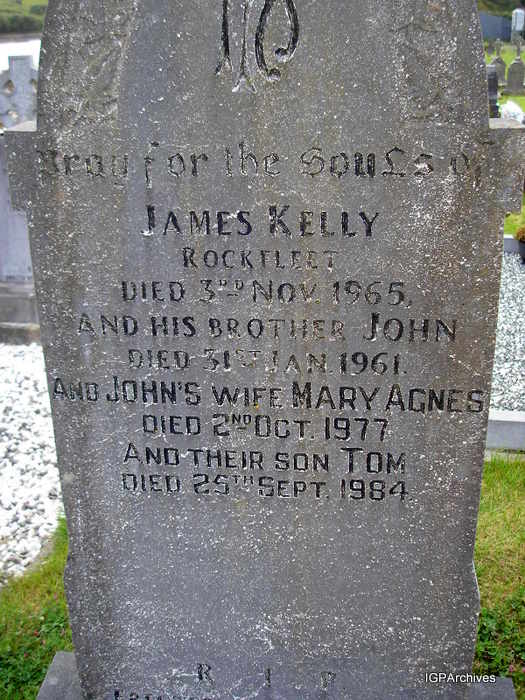 Pray for the Souls of
JAMES KELLY
ROCKFLEET
DIED 3RD NOV. 1965.
AND HIS BROTHER JOHN
DIED 31ST JAN. 1961.
AND JOHN'S WIFE MARY AGNES
DIED 2ND OCT. 1977
AND THEIR SON TOM
DIED 25TH SEPT. 1984.
R I P
IGPArchives